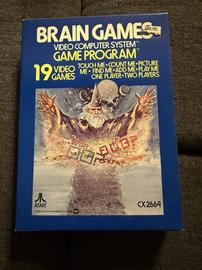 BRAIN GAMES
VIDEO COMPUTER SYSTEM™
GAME PROGRAM™
19 VIDEO GAMES
TOUCH ME • COUNT ME • PICTURE
ME • FIND ME • ADD ME • PLAY ME
ONE PLAYER • TWO PLAYERS
ATARI
CX2664